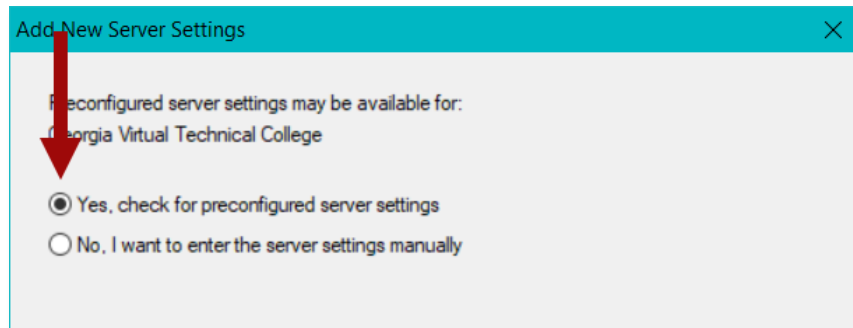 Add New Server Settings
Preconfigured server settings may be available for:
Georgia Virtual Technical College
Yes, check for preconfigured server settings
No, I want to enter the server settings manually